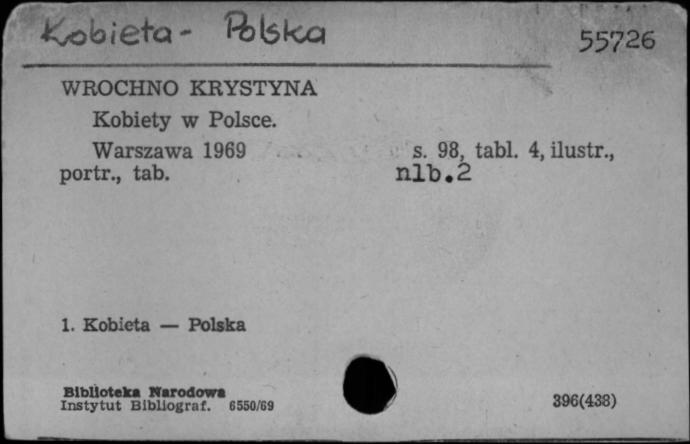 Kobieta - Polska
55726
WROCHNO KRYSTYNA
Kobiety w Polsce.
Warszawa 1969 s. 98, tabl. 4, ilustr.,
portr., tab. nlb.2
1. Kobieta — Polska
Biblioteka Narodowa
Instytut Bibliograf. 6550/69
396(438)